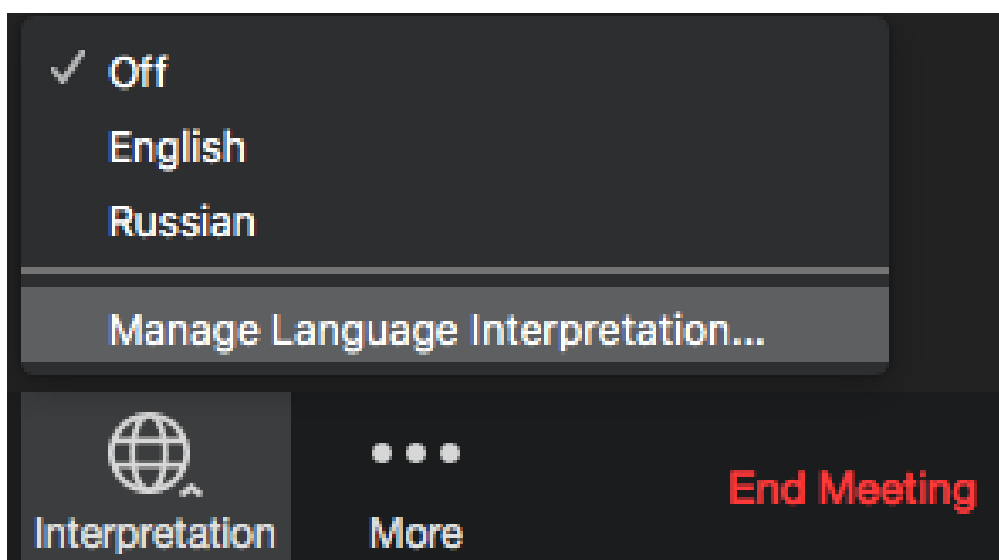 Off
English
Russian
Manage Language Interpretation...
Interpretation
More
End Meeting